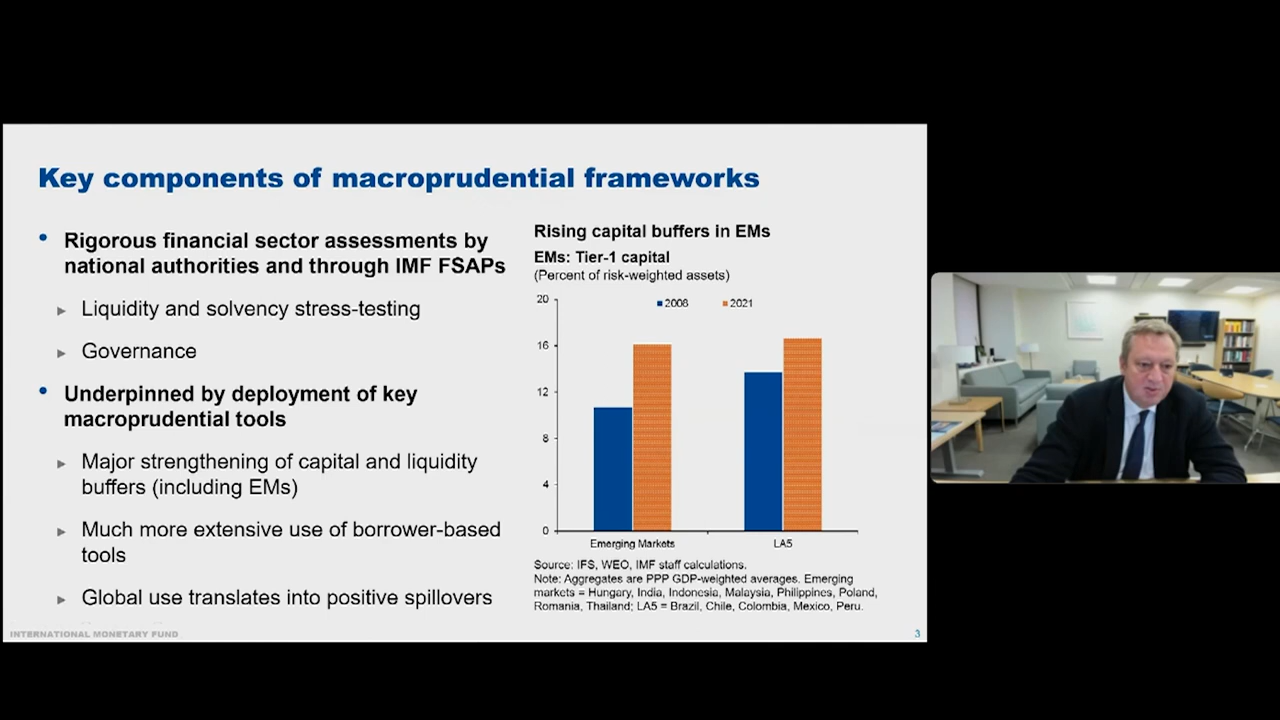 Key components of macroprudential frameworks
• Rigorous financial sector assessments by
national authorities and through IMF FSAPs
▸ Liquidity and solvency stress-testing
▸ Governance
• Underpinned by deployment of key
macroprudential tools
▸ Major strengthening of capital and liquidity
buffers (including EMs)
▸ Much more extensive use of borrower-based
tools
▸ Global use translates into positive spillovers
Rising capital buffers in EMs
EMs: Tier-1 capital
(Percent of risk-weighted assets)
2008 2021
20
16
12
8
4
0
Emerging Markets LA5
Source: IFS, WEO, IMF staff calculations.
Note: Aggregates are PPP GDP-weighted averages. Emerging
markets = Hungary, India, Indonesia, Malaysia, Philippines, Poland,
Romania, Thailand; LA5 = Brazil, Chile, Colombia, Mexico, Peru.
INTERNATIONAL MONETARY FUND
3